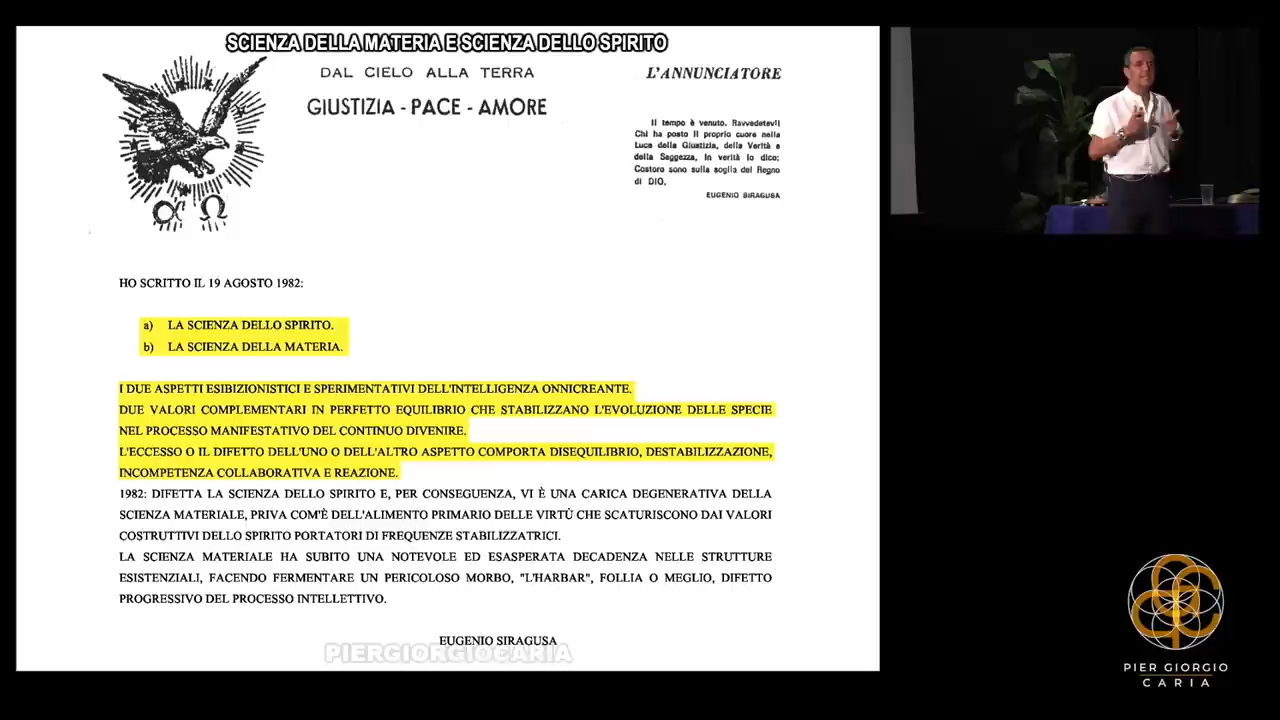 SCIENZA DELLA MATERIA E SCIENZA DELLO SPIRITO
DAL CIELO ALLA TERRA
GIUSTIZIA - PACE - AMORE
L'ANNUNCIATORE
Il tempo è venuto. Ravvedetevi!
Chi ha posto il proprio cuore nella
Luce della Giustizia, della Verità e
della Saggezza, in verità lo dico:
Costoro sono sulla soglia del Regno
di DIO.
EUGENIO SIRAGUSA
α Ω
HO SCRITTO IL 19 AGOSTO 1982:
a) LA SCIENZA DELLO SPIRITO.
b) LA SCIENZA DELLA MATERIA.
I DUE ASPETTI ESIBIZIONISTICI E SPERIMENTATIVI DELL'INTELLIGENZA ONNICREANTE.
DUE VALORI COMPLEMENTARI IN PERFETTO EQUILIBRIO CHE STABILIZZANO L'EVOLUZIONE DELLE SPECIE
NEL PROCESSO MANIFESTATIVO DEL CONTINUO DIVENIRE.
L'ECCESSO O IL DIFETTO DELL'UNO O DELL'ALTRO ASPETTO COMPORTA DISEQUILIBRIO, DESTABILIZZAZIONE,
INCOMPETENZA COLLABORATIVA E REAZIONE.
1982: DIFETTA LA SCIENZA DELLO SPIRITO E, PER CONSEGUENZA, VI È UNA CARICA DEGENERATIVA DELLA
SCIENZA MATERIALE, PRIVA COM'È DELL'ALIMENTO PRIMARIO DELLE VIRTÙ CHE SCATURISCONO DAI VALORI
COSTRUTTIVI DELLO SPIRITO PORTATORI DI FREQUENZE STABILIZZATRICI.
LA SCIENZA MATERIALE HA SUBITO UNA NOTEVOLE ED ESASPERATA DECADENZA NELLE STRUTTURE
ESISTENZIALI, FACENDO FERMENTARE UN PERICOLOSO MORBO, "L'HARBAR", FOLLIA O MEGLIO, DIFETTO
PROGRESSIVO DEL PROCESSO INTELLETTIVO.
EUGENIO SIRAGUSA
PIERGIORGIOCARIA
PIER GIORGIO
CARIA